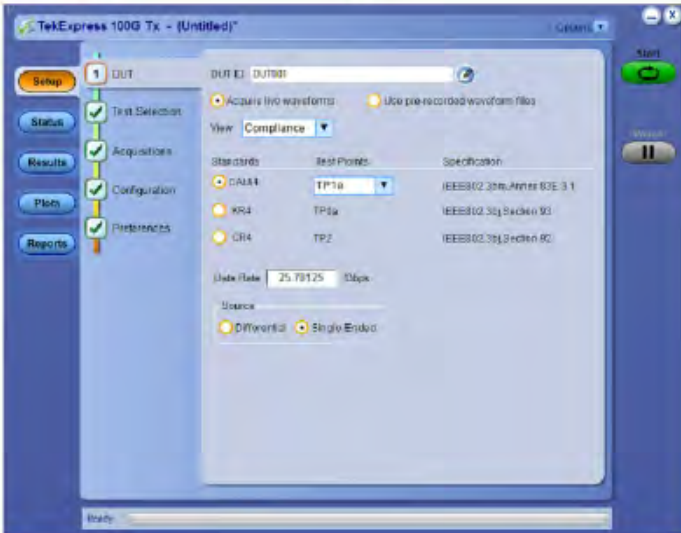 TekExpress 100G Tx - (Untitled)*
Options
Start
Setup
Status
Results
Plots
Reports
1 DUT
Test Selection
Acquisitions
Configuration
Preferences
DUT ID DUT001
Acquire live waveforms
Use pre-recorded waveform files
View Compliance
Standards Test Points Specification
CAUI4 TP1a IEEE802.3bm,Annex 83E.3.1
KR4 TP0a IEEE802.3bj,Section 93
CR4 TP2 IEEE802.3bj,Section 92
Data Rate 25.78125 Gbps
Source
Differential Single Ended
Ready